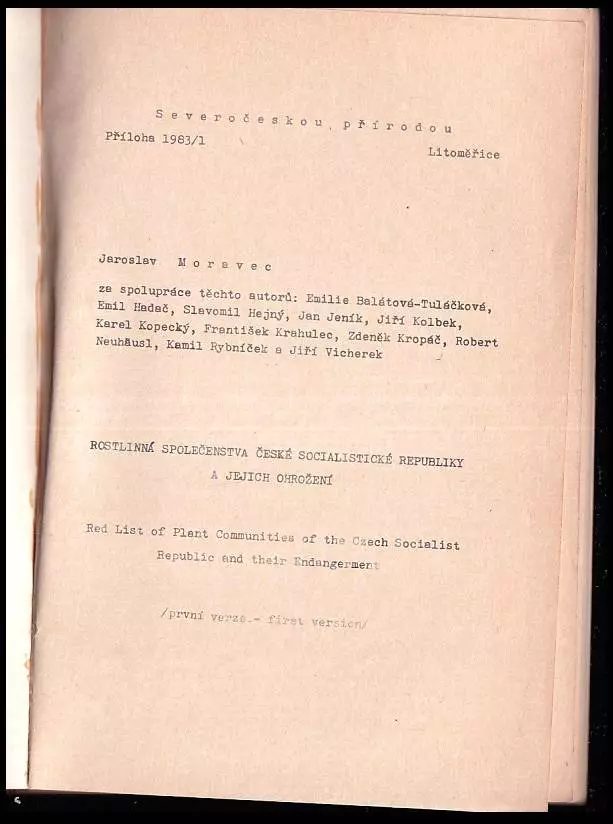 Severočeskou přírodou
Příloha 1983/1
Litoměřice
Jaroslav Moravec
za spolupráce těchto autorů: Emilie Balátová-Tuláčková,
Emil Hadač, Slavomil Hejný, Jan Jeník, Jiří Kolbek,
Karel Kopecký, František Krahulec, Zdeněk Kropáč, Robert
Neuhäusl, Kamil Rybníček a Jiří Vicherek
ROSTLINNÁ SPOLEČENSTVA ČESKÉ SOCIALISTICKÉ REPUBLIKY
A JEJICH OHROŽENÍ
Red List of Plant Communities of the Czech Socialist
Republic and their Endangerment
/první verze - first version/